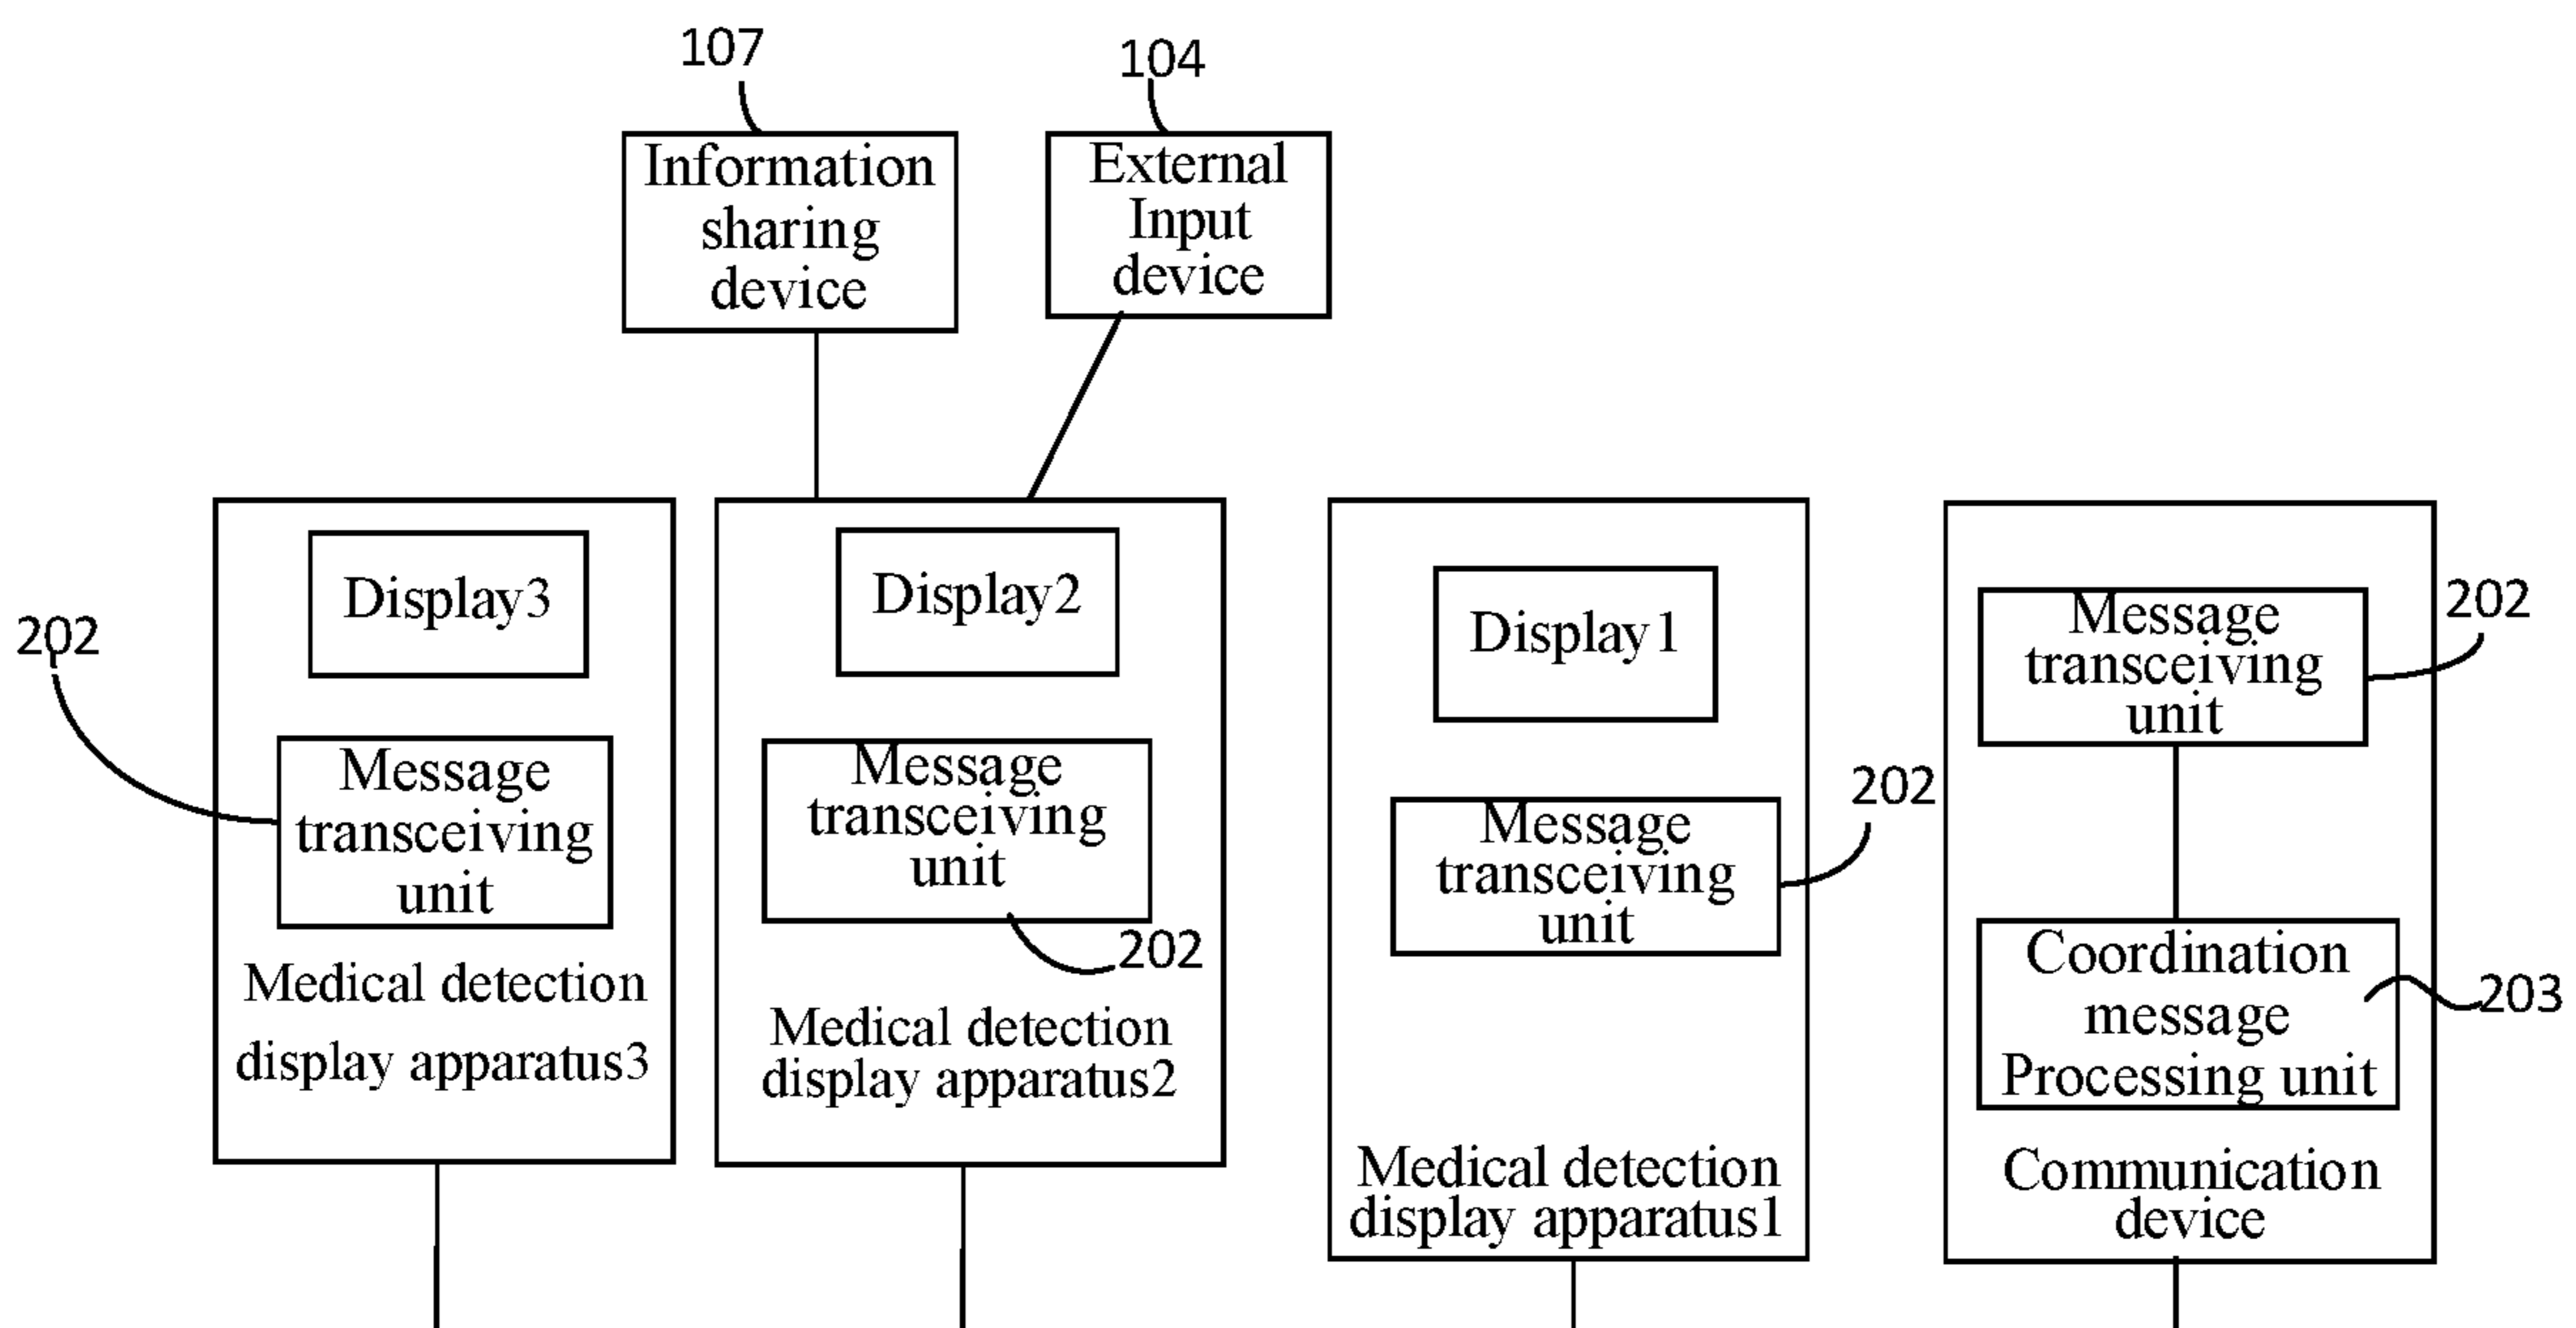 107
104
Information
sharing
device
External
Input
device
Display3
Message
transceiving
unit
202
Medical detection
display apparatus3
Display2
Message
transceiving
unit
202
Medical detection
display apparatus2
Display1
Message
transceiving
unit
202
Medical detection
display apparatus1
Message
transceiving
unit
202
Coordination
message
Processing unit
203
Communication
device